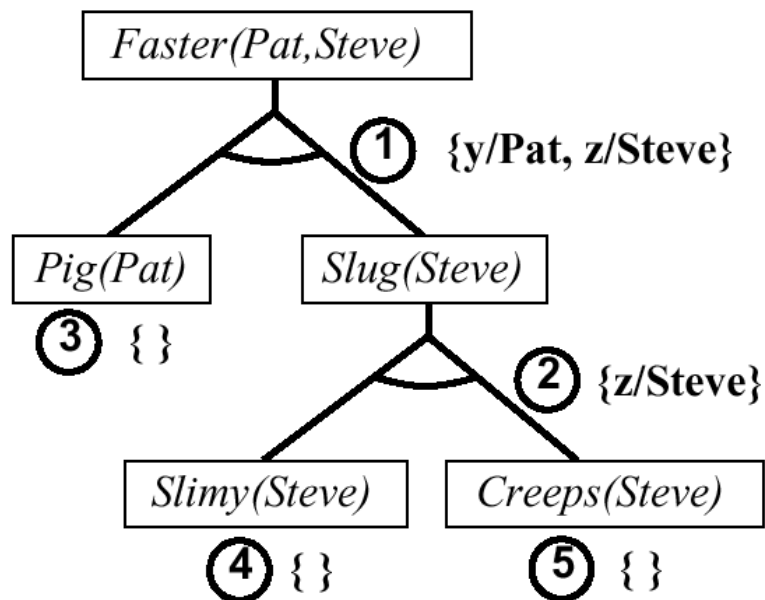 Faster(Pat,Steve)
1 {y/Pat, z/Steve}
Pig(Pat)
Slug(Steve)
3 { }
2 {z/Steve}
Slimy(Steve)
Creeps(Steve)
4 { }
5 { }